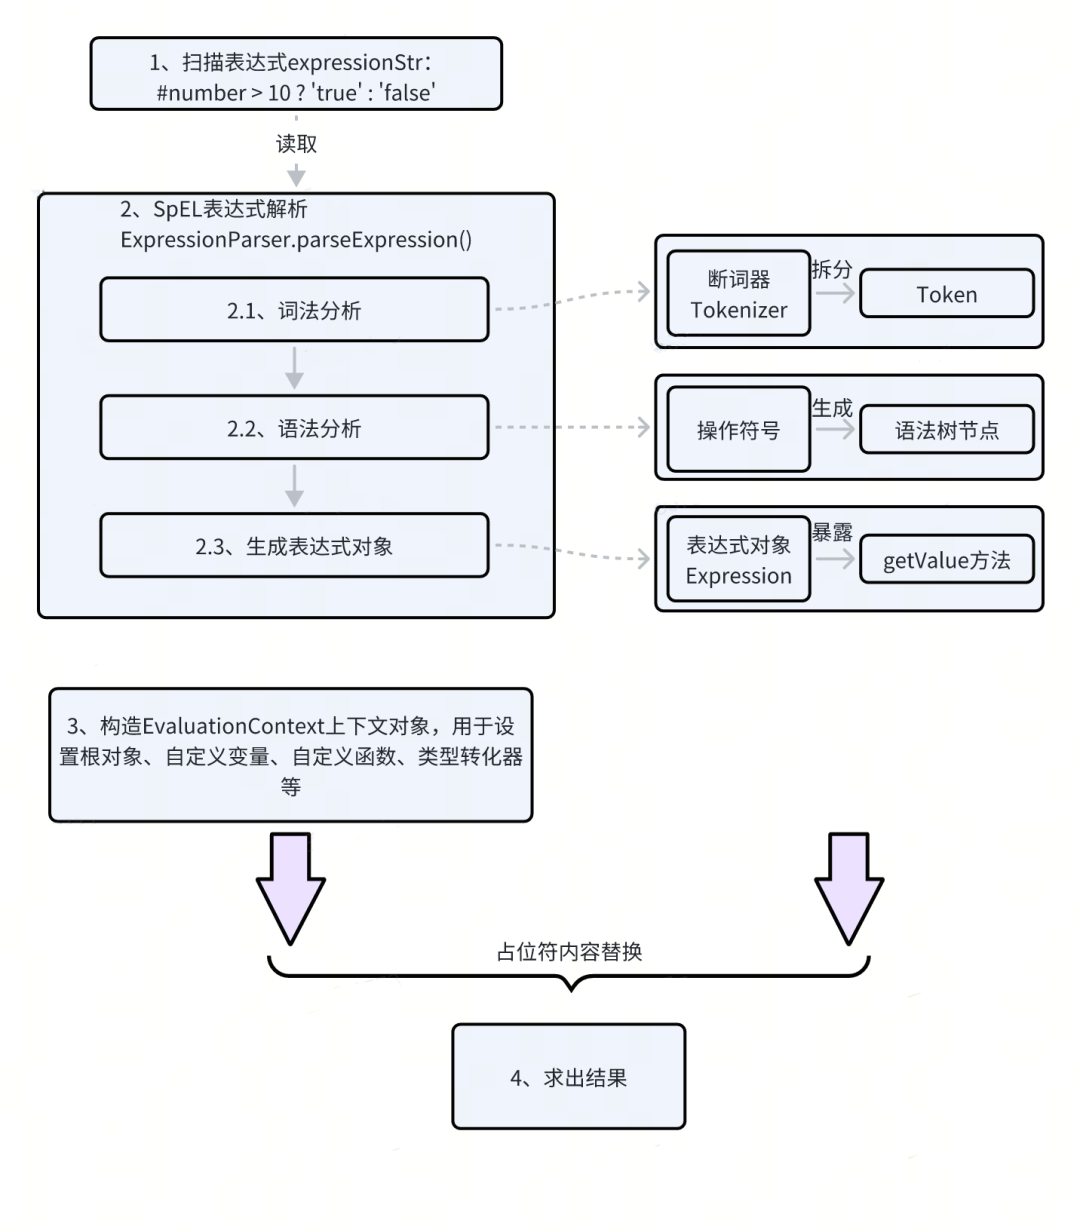 1、扫描表达式expressionStr：
#number > 10 ? 'true' : 'false'
读取
2、SpEL表达式解析
ExpressionParser.parseExpression()
2.1、词法分析
断词器
Tokenizer
拆分
Token
2.2、语法分析
操作符号
生成
语法树节点
2.3、生成表达式对象
表达式对象
Expression
暴露
getValue方法
3、构造EvaluationContext上下文对象，用于设
置根对象、自定义变量、自定义函数、类型转化器
等
占位符内容替换
4、求出结果